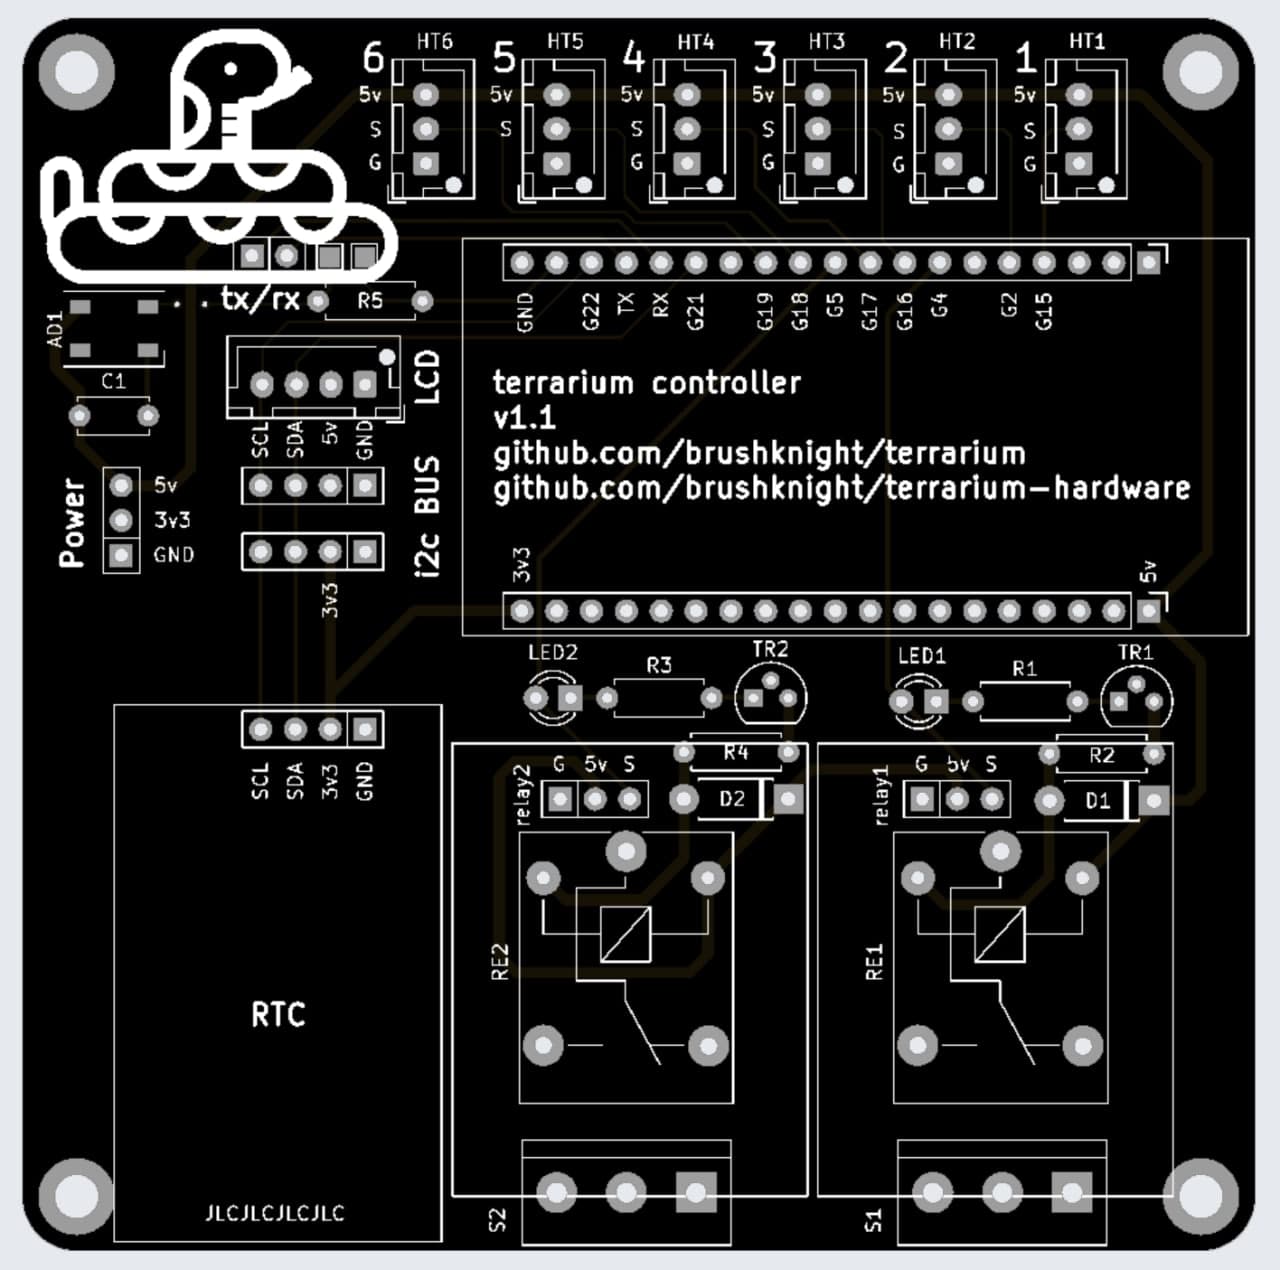 6 HT6 5 HT5 4 HT4 3 HT3 2 HT2 1 HT1
5v 5v 5v 5v 5v 5v
S S S S S S
G G G G G
tx/rx R5
GND G22 TX RX G21 G19 G18 G5 G17 G16 G4 G2 G15
AD1
C1
LCD
SCL SDA 5v GND
terrarium controller
v1.1
github.com/brushknight/terrarium
github.com/brushknight/terrarium-hardware
Power
5v
3v3
GND
i2c BUS
3v3
3v3 5v
LED2 R3 TR2 LED1 R1 TR1
R4 R2
relay2 G 5v S D2
relay1 G 5v S D1
SCL SDA 3v3 GND
RE2 RE1
RTC
JLCJLCJLCJLC
S2 S1